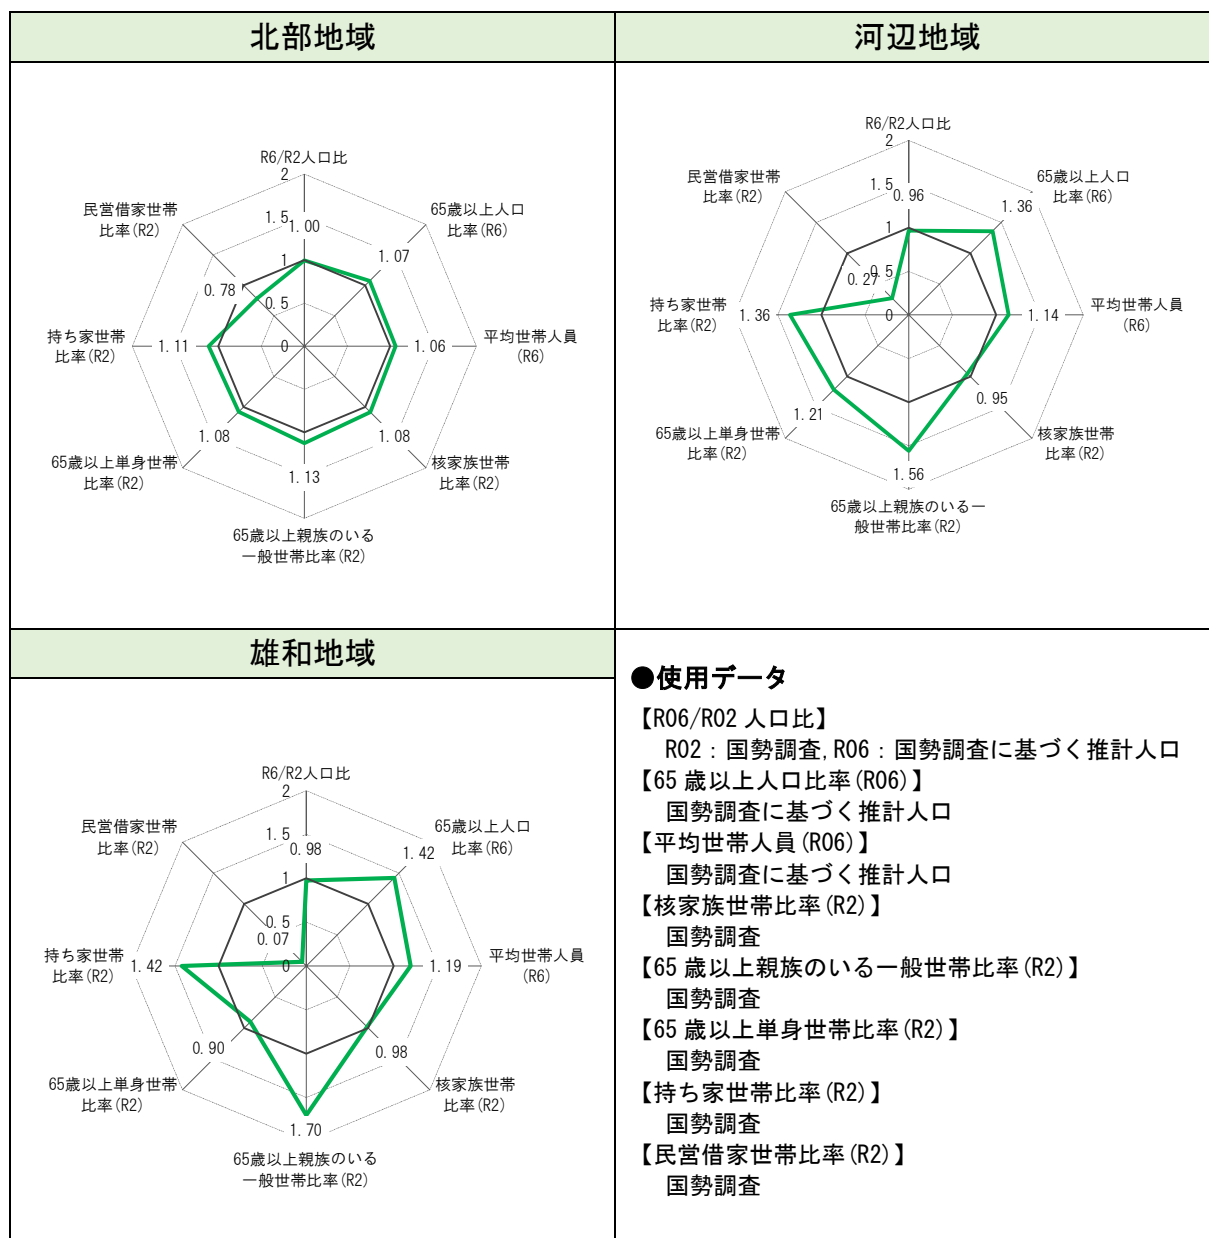 北部地域
R6/R2人口比
2
1.5
1.00
1
0.5
0
65歳以上人口
比率(R6)
1.07
平均世帯人員
(R6)
1.06
核家族世帯
比率(R2)
1.08
1.13
65歳以上親族のいる
一般世帯比率(R2)
1.08
65歳以上単身世帯
比率(R2)
持ち家世帯
比率(R2)
1.11
0.78
民営借家世帯
比率(R2)
河辺地域
R6/R2人口比
2
1.5
0.96
1
0.5
0
65歳以上人口
比率(R6)
1.36
平均世帯人員
(R6)
1.14
0.95
核家族世帯
比率(R2)
1.56
65歳以上親族のいる一
般世帯比率(R2)
1.21
65歳以上単身世帯
比率(R2)
持ち家世帯
比率(R2)
1.36
0.27
民営借家世帯
比率(R2)
雄和地域
R6/R2人口比
2
1.5
0.98
1
0.5
0
65歳以上人口
比率(R6)
1.42
平均世帯人員
(R6)
1.19
0.98
核家族世帯
比率(R2)
1.70
65歳以上親族のいる
一般世帯比率(R2)
0.90
65歳以上単身世帯
比率(R2)
持ち家世帯
比率(R2)
1.42
0.07
民営借家世帯
比率(R2)
●使用データ
【R06/R02 人口比】
R02：国勢調査,R06：国勢調査に基づく推計人口
【65 歳以上人口比率(R06)】
国勢調査に基づく推計人口
【平均世帯人員(R06)】
国勢調査に基づく推計人口
【核家族世帯比率(R2)】
国勢調査
【65 歳以上親族のいる一般世帯比率(R2)】
国勢調査
【65 歳以上単身世帯比率(R2)】
国勢調査
【持ち家世帯比率(R2)】
国勢調査
【民営借家世帯比率(R2)】
国勢調査